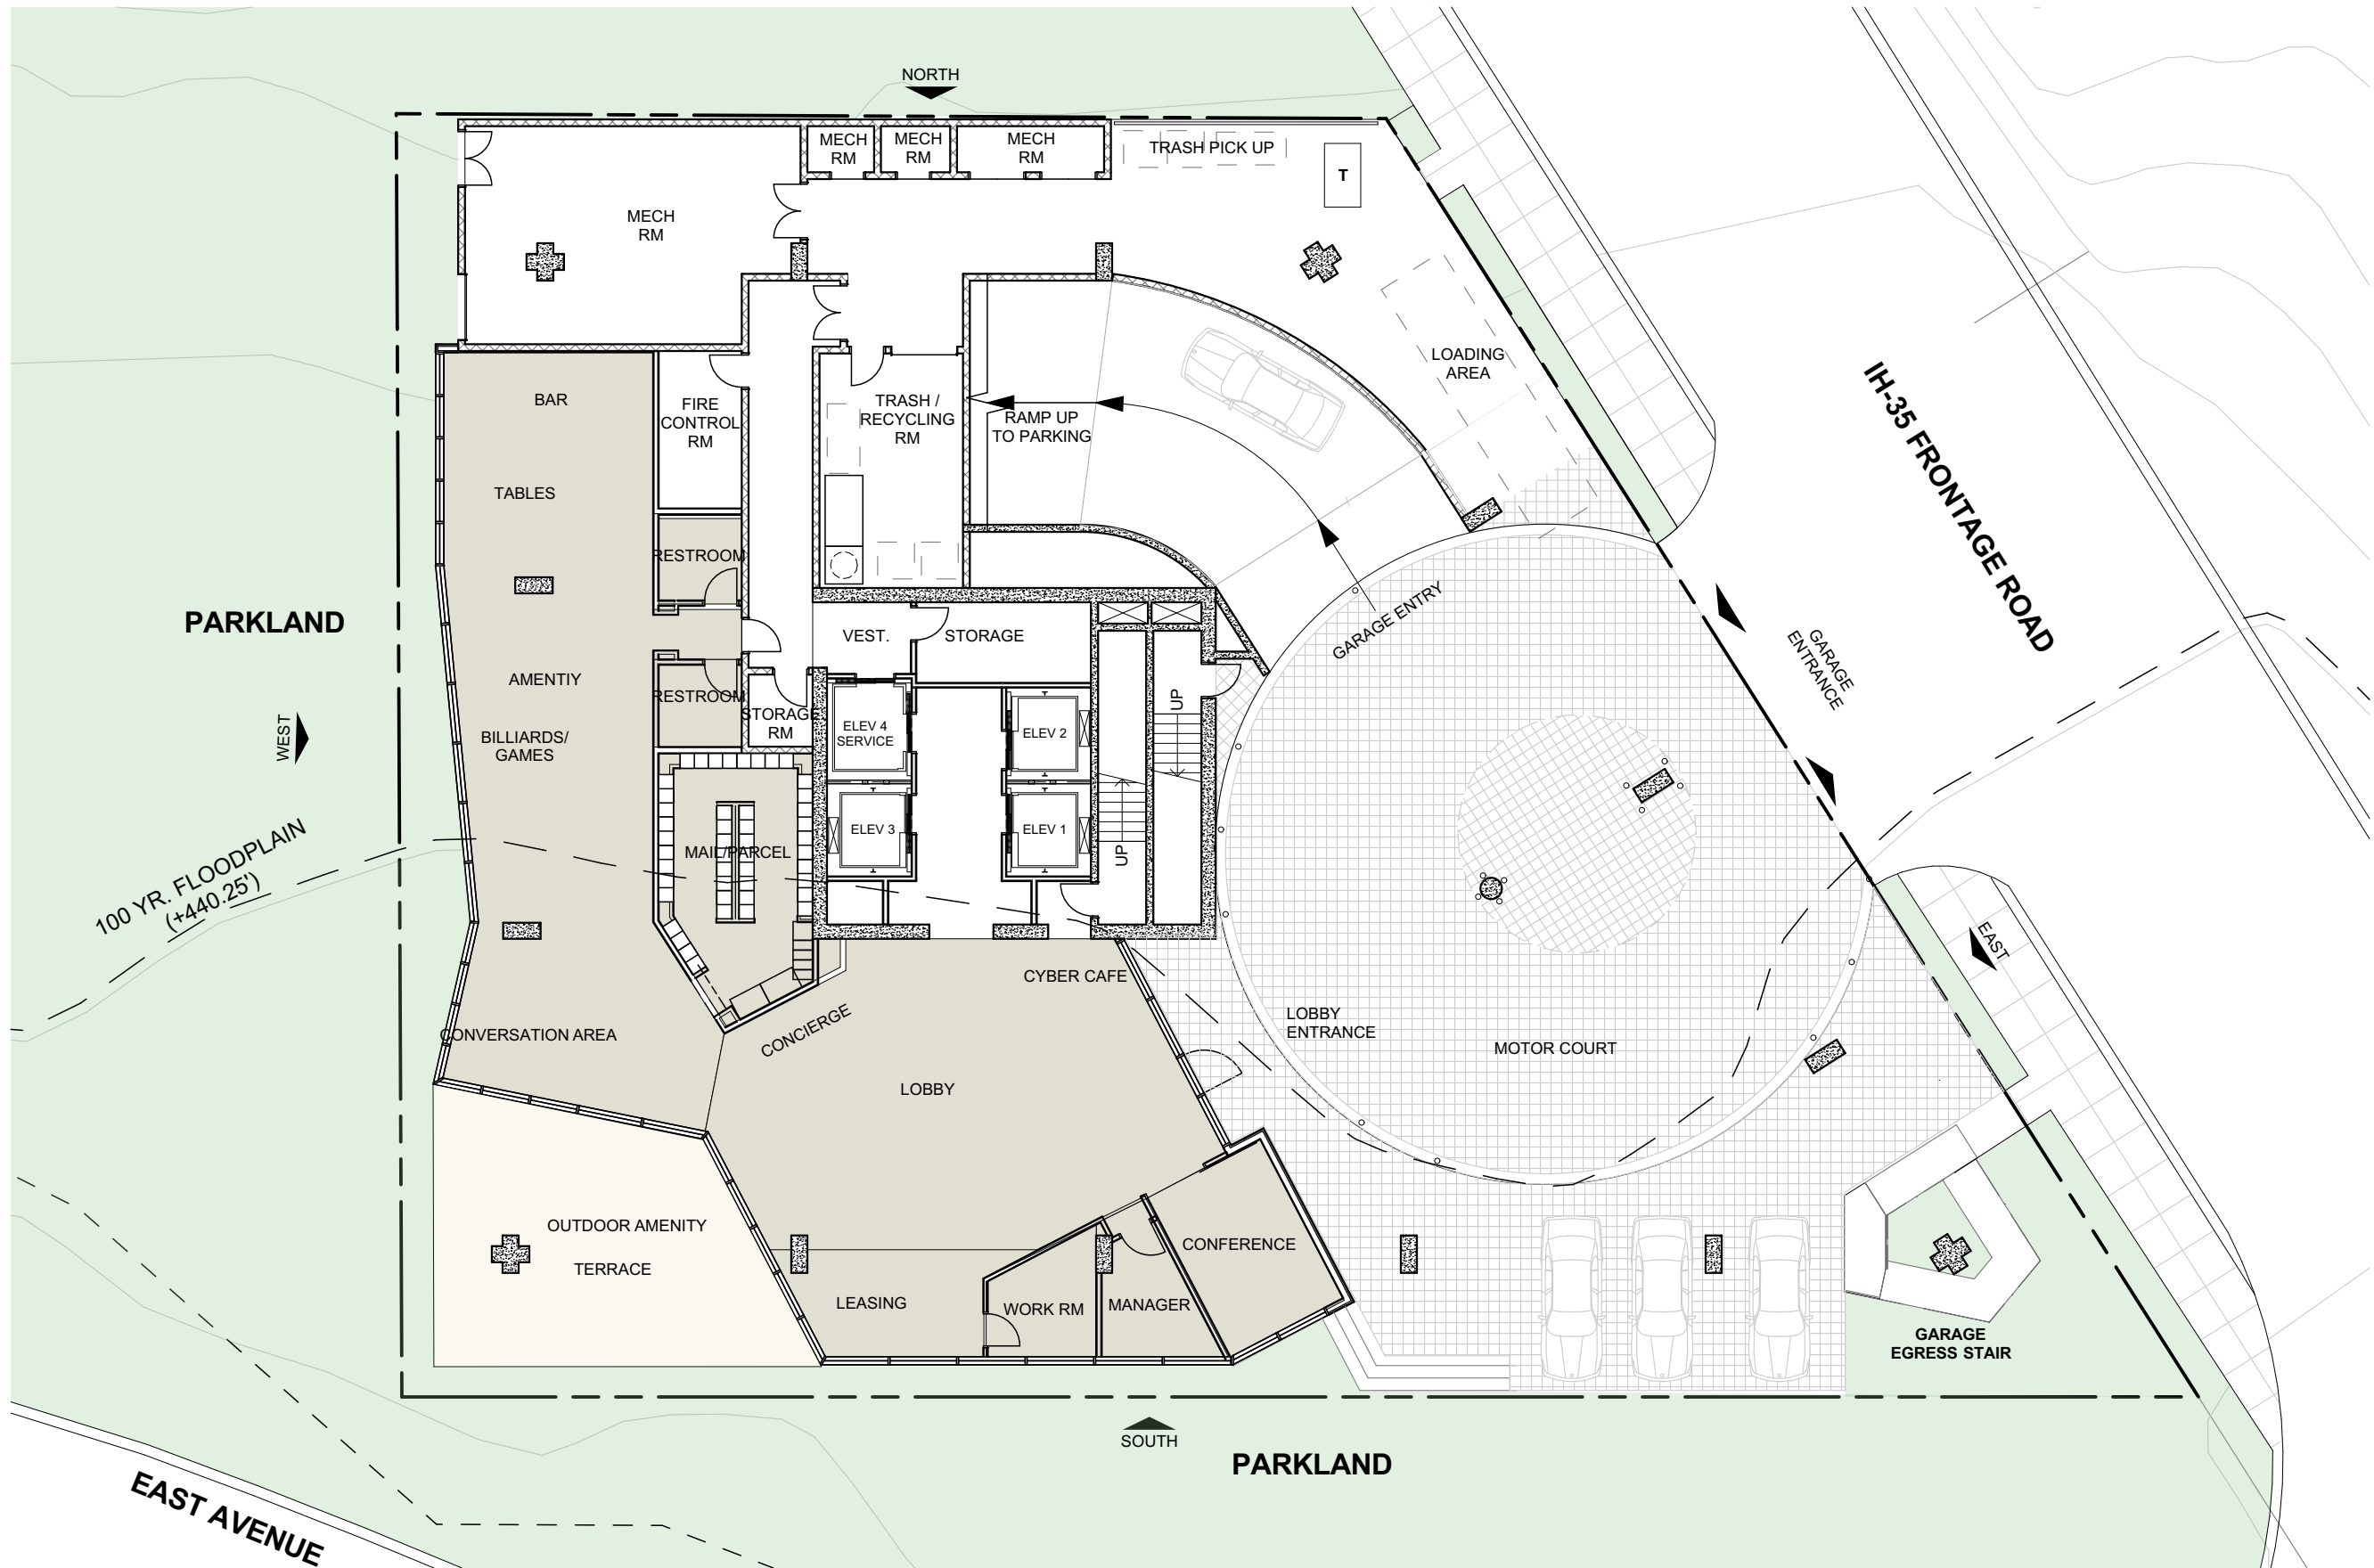 NORTH
MECH
RM
MECH
RM
MECH
RM
TRASH PICK UP
T
MECH
RM
LOADING
AREA
IH-35 FRONTAGE ROAD
BAR
FIRE
CONTROL
RM
TRASH /
RECYCLING
RM
RAMP UP
TO PARKING
TABLES
RESTROOM
GARAGE ENTRY
PARKLAND
VEST.
STORAGE
GARAGE
ENTRANCE
AMENTIY
RESTROOM
UP
STORAGE
RM
ELEV 4
SERVICE
ELEV 2
WEST
BILLIARDS/
GAMES
ELEV 3
ELEV 1
UP
MAIL/PARCEL
100 YR. FLOODPLAIN
(+440.25')
EAST
CYBER CAFE
CONCIERGE
LOBBY
ENTRANCE
MOTOR COURT
CONVERSATION AREA
LOBBY
OUTDOOR AMENITY
TERRACE
CONFERENCE
LEASING
WORK RM
MANAGER
GARAGE
EGRESS STAIR
SOUTH
PARKLAND
EAST AVENUE